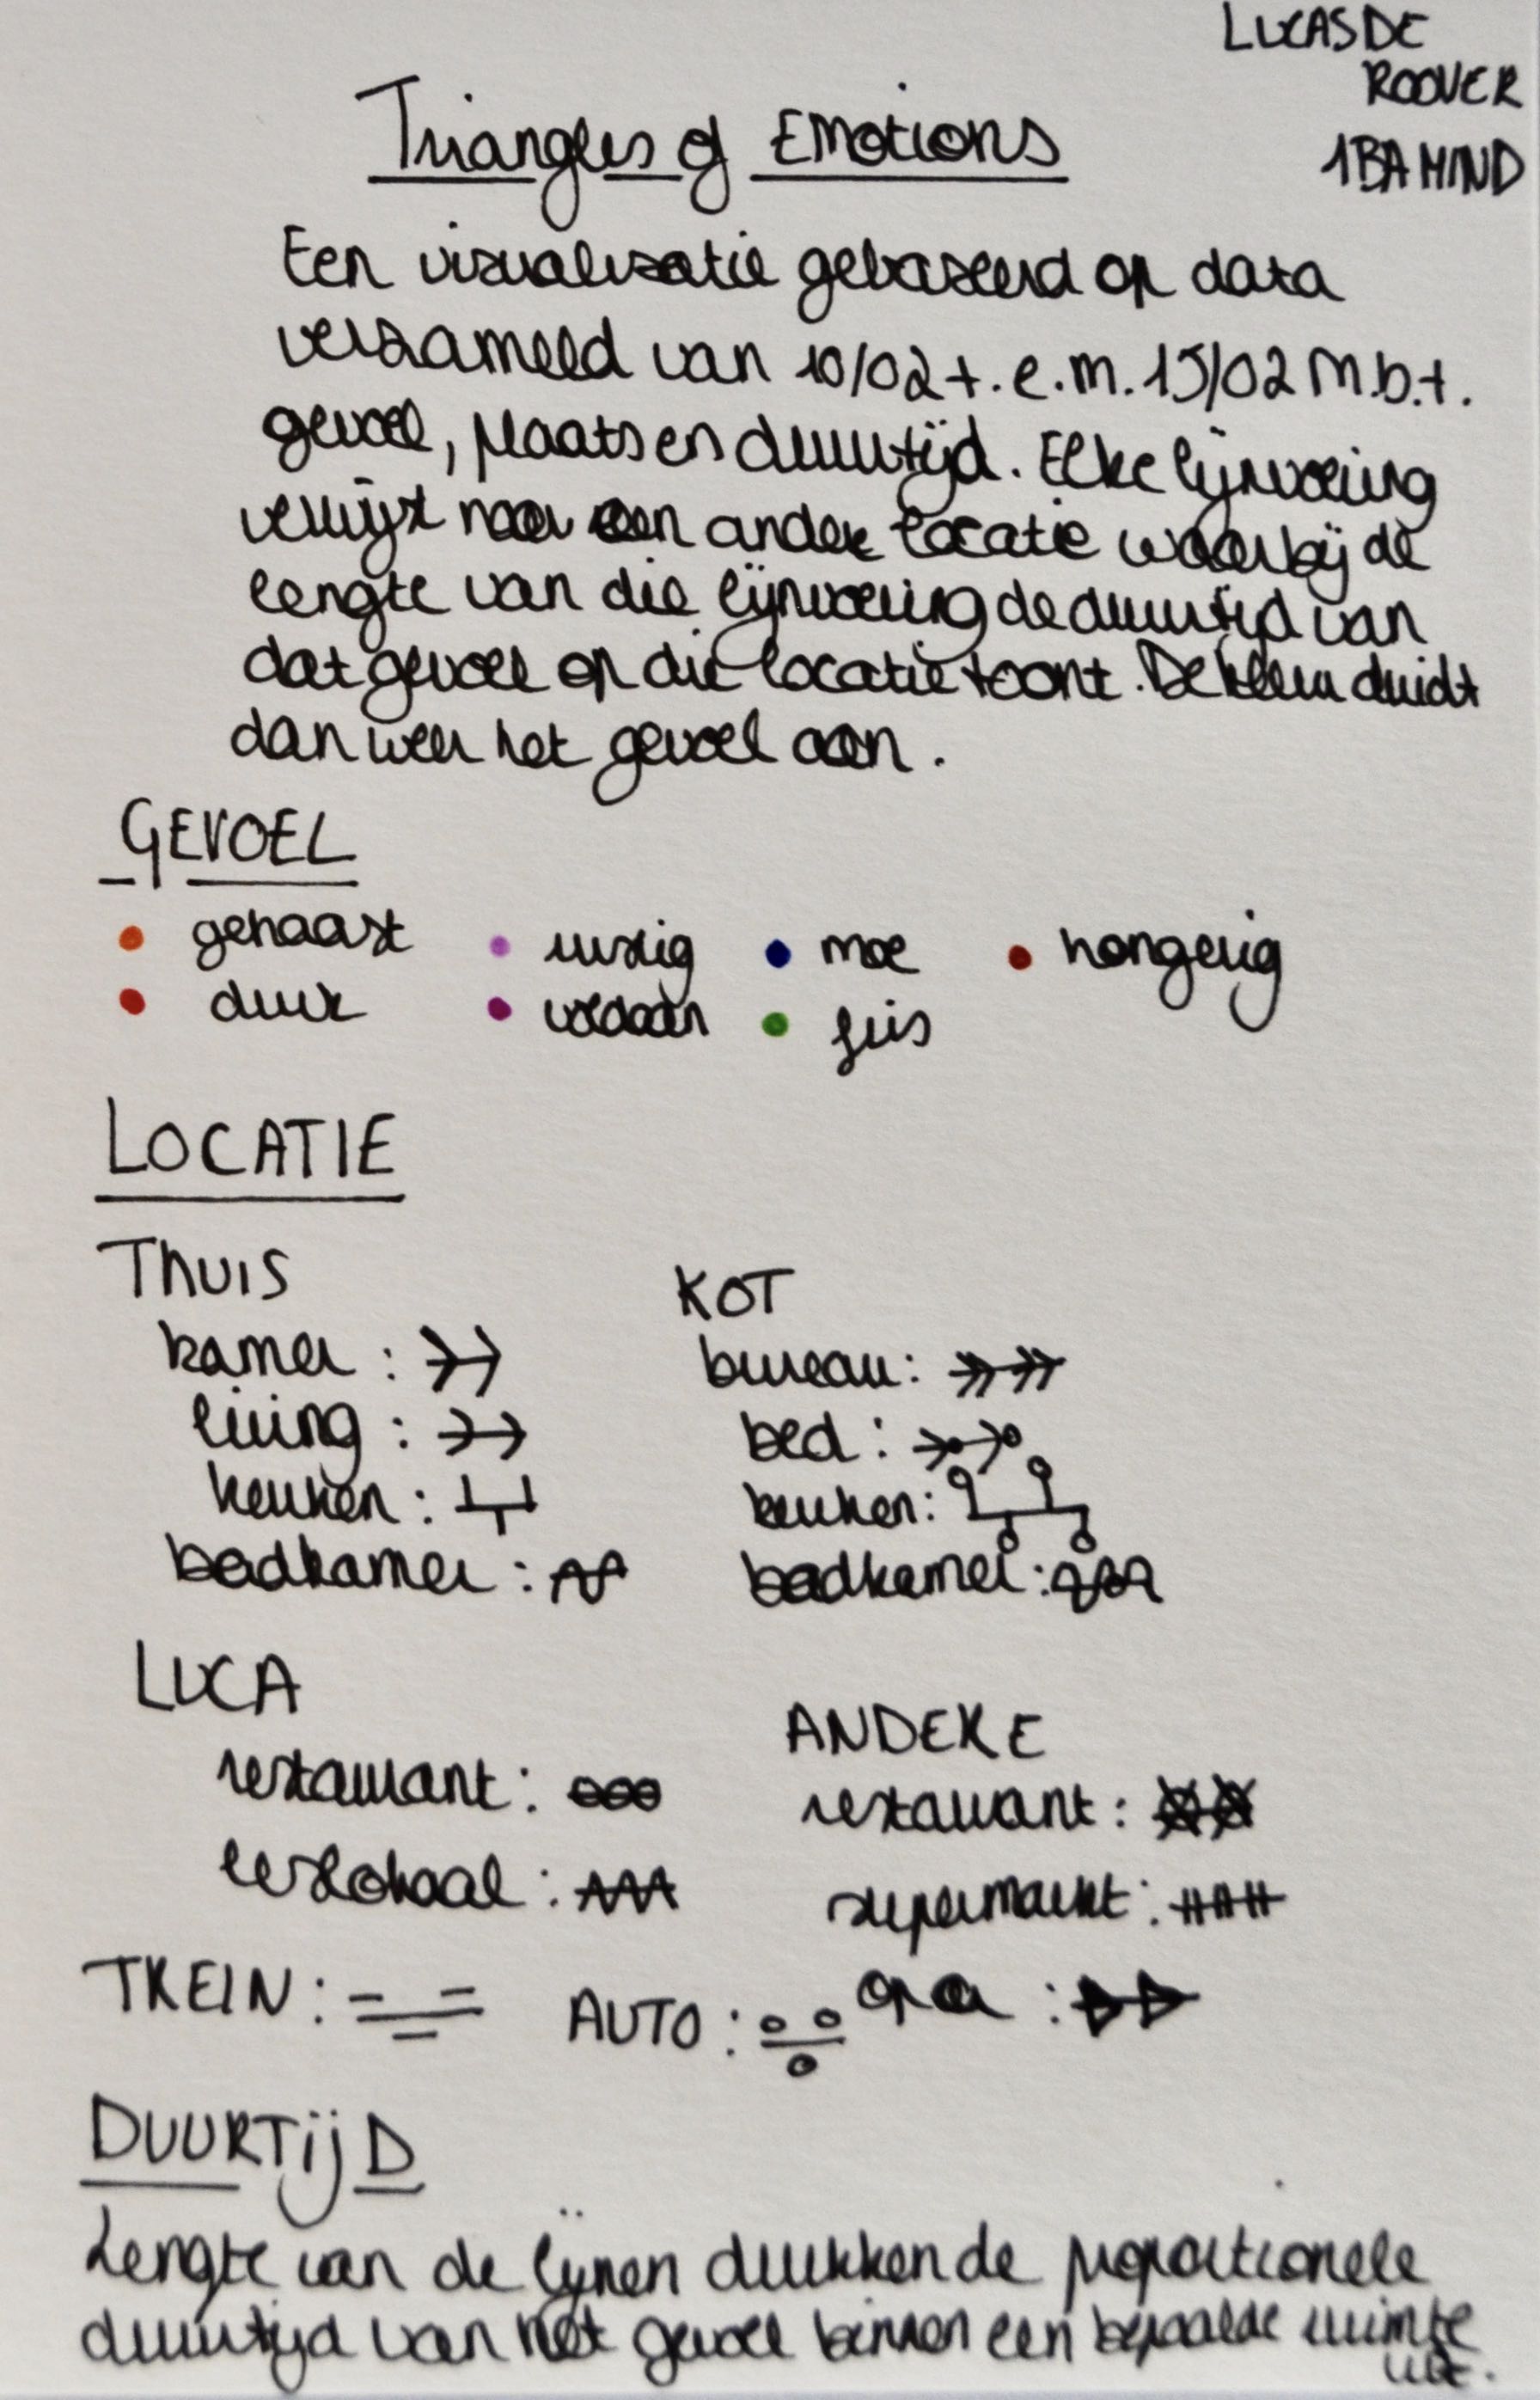 LUCAS DE
ROOVER
1BA MIND
Triangles of Emotions
Een visualisatie gebaseerd op data
verzameld van 10/02 t.e.m. 15/02 m.b.t.
gevoel, plaats en duurtijd. Elke lijnvoering
verwijst naar een andere locatie waarbij de
lengte van die lijnvoering de duurtijd van
dat gevoel op die locatie toont. De kleur duidt
dan weer het gevoel aan.
GEVOEL
gehaast rustig moe hongerig
druk voldaan fris
LOCATIE
THUIS KOT
kamer: bureau:
living: bed:
keuken: keuken:
badkamer: badkamer:
LUCA ANDERE
restaurant: restaurant:
leslokaal: supermarkt:
TREIN: AUTO: opa:
DUURTijD
Lengte van de lijnen drukken de proportionele
duurtijd van het gevoel binnen een bepaalde ruimte
uit.